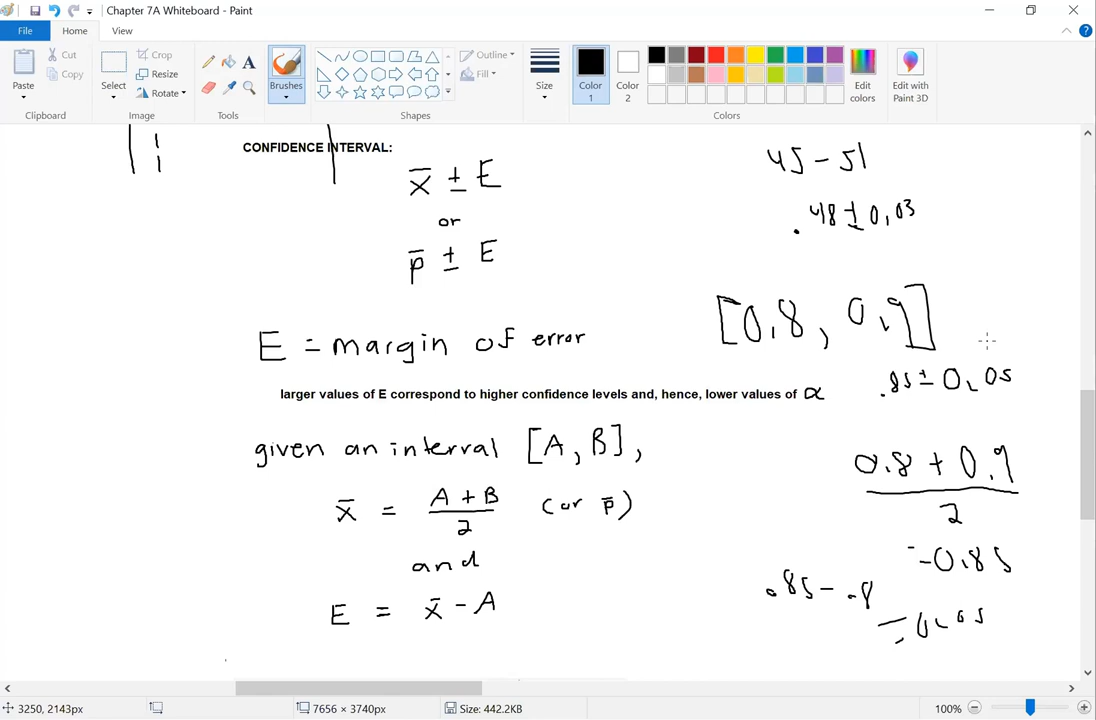 Chapter 7A Whiteboard - Paint
File Home View
Paste
Cut
Copy
Clipboard
Select
Crop
Resize
Rotate
Image
A
Tools
Brushes
Outline
Fill
Shapes
Size
Color 1
Color 2
Edit colors
Edit with Paint 3D
Colors
CONFIDENCE INTERVAL:
x̅ ± E
or
p̅ ± E
E = margin of error
larger values of E correspond to higher confidence levels and, hence, lower values of α
given an interval [A, B],
x̅ = A + B / 2 (or p̅)
and
E = x̅ - A
45 - 51
.48 ± 0.03
[0.8, 0.9]
.85 ± 0.05
0.8 + 0.9 / 2
= 0.85
.85 - .8
= 0.05
3250, 2143px
7656 × 3740px
Size: 442.2KB
100%